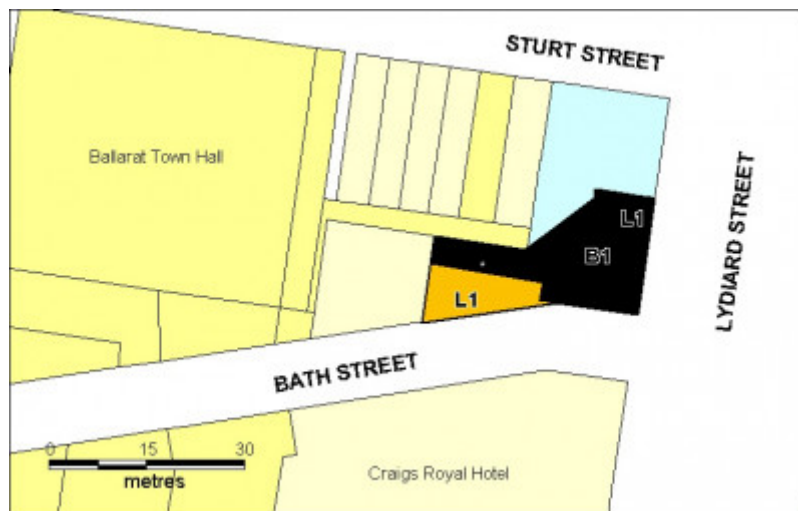 STURT STREET
Ballarat Town Hall
LYDIARD STREET
L1
B1
L1
BATH STREET
0 15 30
metres
Craigs Royal Hotel